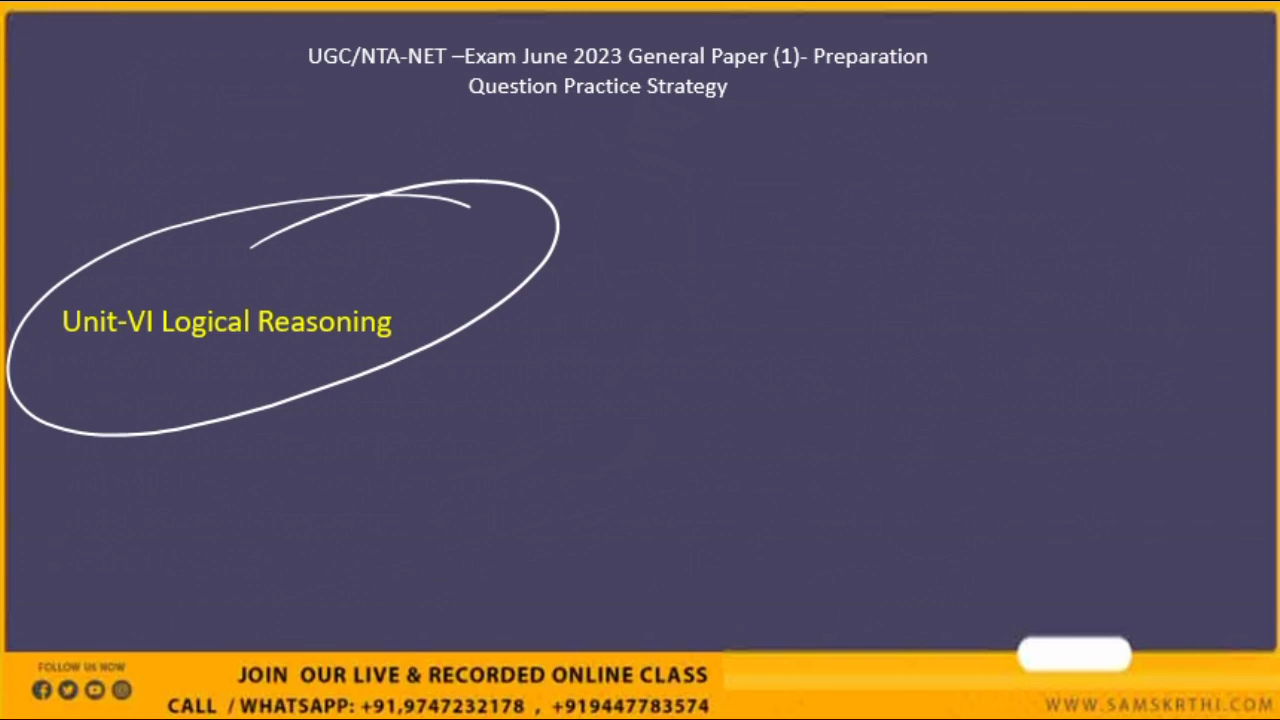 UGC/NTA-NET –Exam June 2023 General Paper (1)- Preparation
Question Practice Strategy
Unit-VI Logical Reasoning
FOLLOW US NOW
JOIN OUR LIVE & RECORDED ONLINE CLASS
CALL / WHATSAPP: +91,9747232178 , +919447783574
WWW.SAMSKRTHI.COM